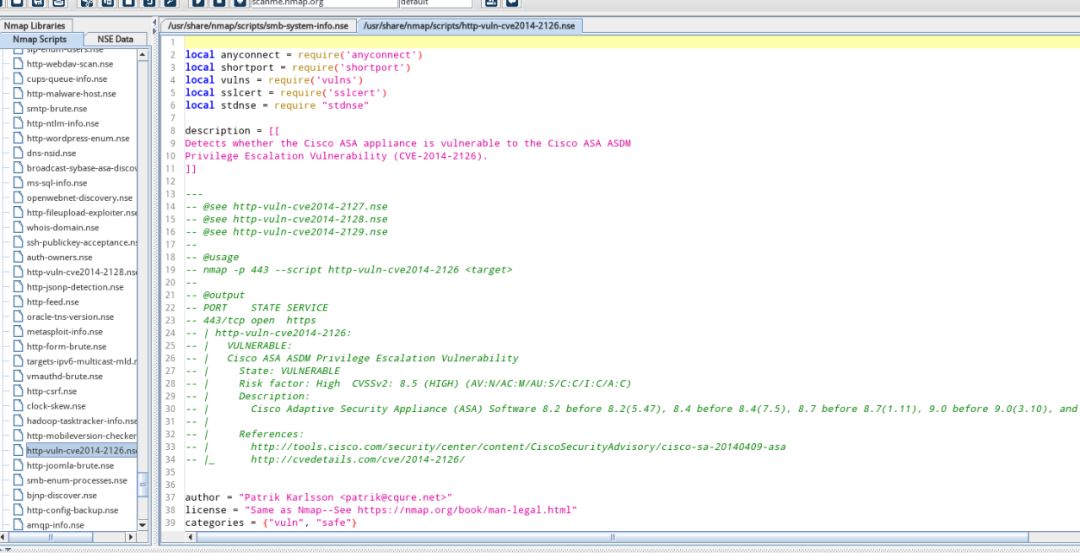 scanme.nmap.org
default
Nmap Libraries
Nmap Scripts
NSE Data
sip-enum-users.nse
http-webdav-scan.nse
cups-queue-info.nse
http-malware-host.nse
smtp-brute.nse
http-ntlm-info.nse
http-wordpress-enum.nse
dns-nsid.nse
broadcast-sybase-asa-discov
ms-sql-info.nse
openwebnet-discovery.nse
http-fileupload-exploiter.nse
whois-domain.nse
ssh-publickey-acceptance.ns
auth-owners.nse
http-vuln-cve2014-2128.nse
http-jsonp-detection.nse
http-feed.nse
oracle-tns-version.nse
metasploit-info.nse
http-form-brute.nse
targets-ipv6-multicast-mld.n
vmauthd-brute.nse
http-csrf.nse
clock-skew.nse
hadoop-tasktracker-info.nse
http-mobileversion-checker
http-vuln-cve2014-2126.nse
http-joomla-brute.nse
smb-enum-processes.nse
bjnp-discover.nse
http-config-backup.nse
amqp-info.nse
/usr/share/nmap/scripts/smb-system-info.nse
/usr/share/nmap/scripts/http-vuln-cve2014-2126.nse
1
2 local anyconnect = require('anyconnect')
3 local shortport = require('shortport')
4 local vulns = require('vulns')
5 local sslcert = require('sslcert')
6 local stdnse = require "stdnse"
7
8 description = [[
9 Detects whether the Cisco ASA appliance is vulnerable to the Cisco ASA ASDM
10 Privilege Escalation Vulnerability (CVE-2014-2126).
11 ]]
12
13 ---
14 -- @see http-vuln-cve2014-2127.nse
15 -- @see http-vuln-cve2014-2128.nse
16 -- @see http-vuln-cve2014-2129.nse
17 --
18 -- @usage
19 -- nmap -p 443 --script http-vuln-cve2014-2126 <target>
20 --
21 -- @output
22 -- PORT    STATE SERVICE
23 -- 443/tcp open  https
24 -- | http-vuln-cve2014-2126:
25 -- |   VULNERABLE:
26 -- |   Cisco ASA ASDM Privilege Escalation Vulnerability
27 -- |     State: VULNERABLE
28 -- |     Risk factor: High  CVSSv2: 8.5 (HIGH) (AV:N/AC:M/AU:S/C:C/I:C/A:C)
29 -- |     Description:
30 -- |       Cisco Adaptive Security Appliance (ASA) Software 8.2 before 8.2(5.47), 8.4 before 8.4(7.5), 8.7 before 8.7(1.11), 9.0 before 9.0(3.10), and
31 -- |
32 -- |     References:
33 -- |       http://tools.cisco.com/security/center/content/CiscoSecurityAdvisory/cisco-sa-20140409-asa
34 -- |_      http://cvedetails.com/cve/2014-2126/
35
36
37 author = "Patrik Karlsson <patrik@cqure.net>"
38 license = "Same as Nmap--See https://nmap.org/book/man-legal.html"
39 categories = {"vuln", "safe"}